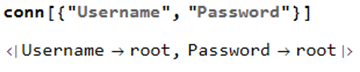 conn[{"Username", "Password"}]
<|Username → root, Password → root|>